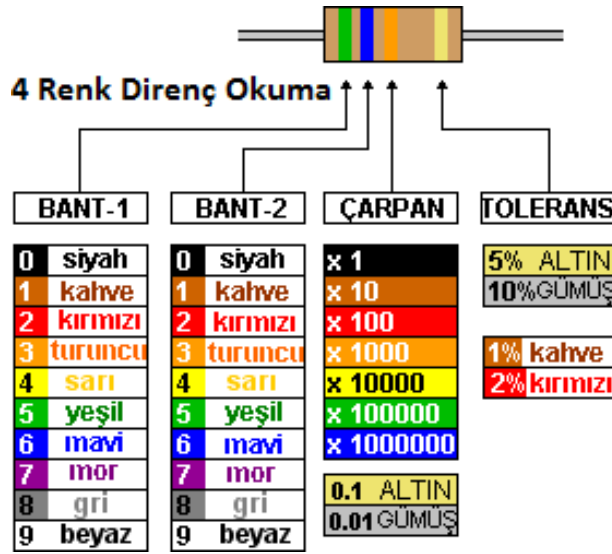 4 Renk Direnç Okuma
BANT-1 BANT-2 ÇARPAN TOLERANS
0 siyah 0 siyah x 1 5% ALTIN
1 kahve 1 kahve x 10 10% GÜMÜŞ
2 kırmızı 2 kırmızı x 100
3 turuncu 3 turuncu x 1000 1% kahve
4 sarı 4 sarı x 10000 2% kırmızı
5 yeşil 5 yeşil x 100000
6 mavi 6 mavi x 1000000
7 mor 7 mor
8 gri 8 gri 0.1 ALTIN
9 beyaz 9 beyaz 0.01 GÜMÜŞ